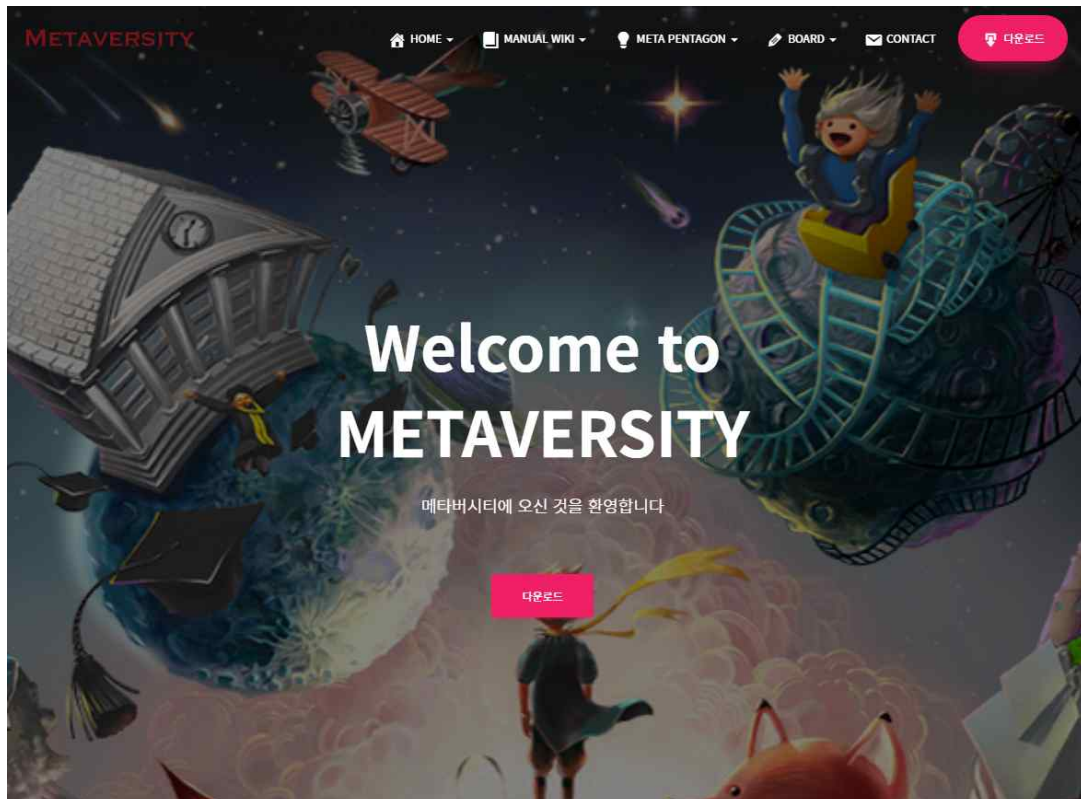 METAVERSITY
HOME
MANUAL WIKI
META PENTAGON
BOARD
CONTACT
다운로드
Welcome to
METAVERSITY
메타버시티에 오신 것을 환영합니다
다운로드